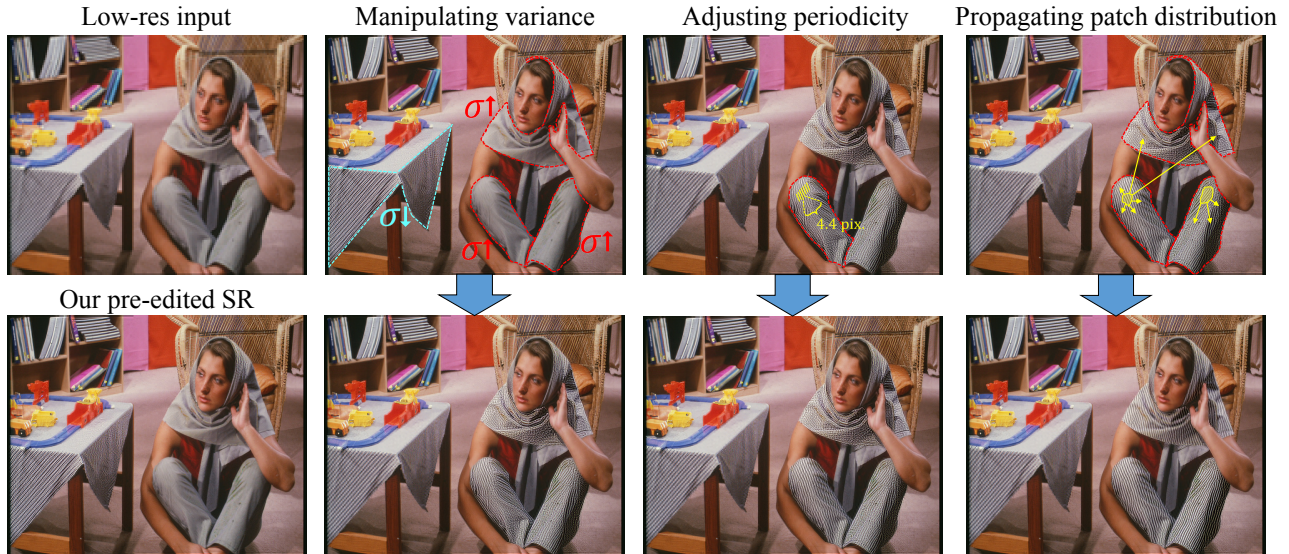 Low-res input
Manipulating variance
Adjusting periodicity
Propagating patch distribution
σ↑
σ↓
σ↑
σ↑
4.4 pix.
Our pre-edited SR